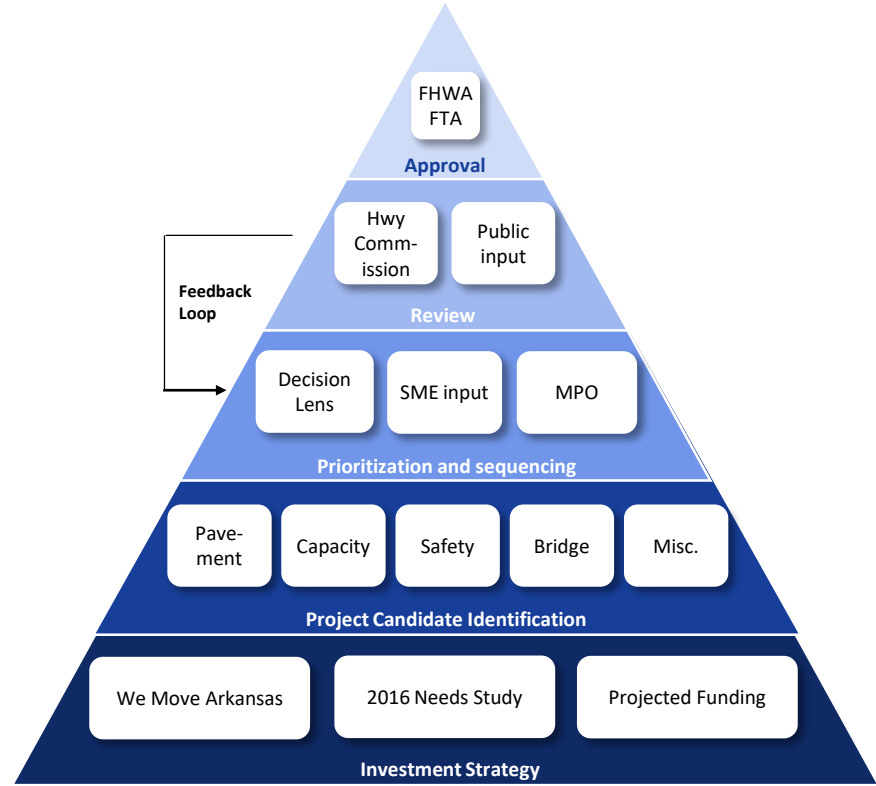 FHWA
FTA
Approval
Hwy
Comm-
ission
Public
input
Review
Feedback
Loop
Decision
Lens
SME input
MPO
Prioritization and sequencing
Pave-
ment
Capacity
Safety
Bridge
Misc.
Project Candidate Identification
We Move Arkansas
2016 Needs Study
Projected Funding
Investment Strategy